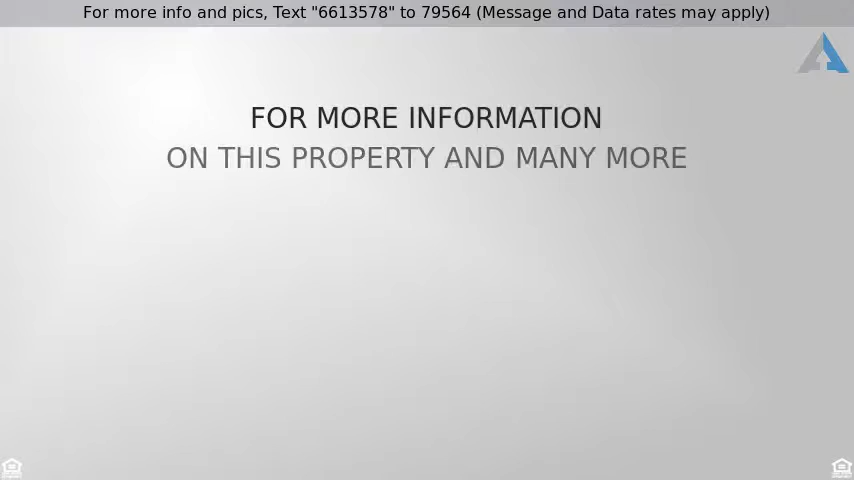 For more info and pics, Text "6613578" to 79564 (Message and Data rates may apply)
FOR MORE INFORMATION
ON THIS PROPERTY AND MANY MORE